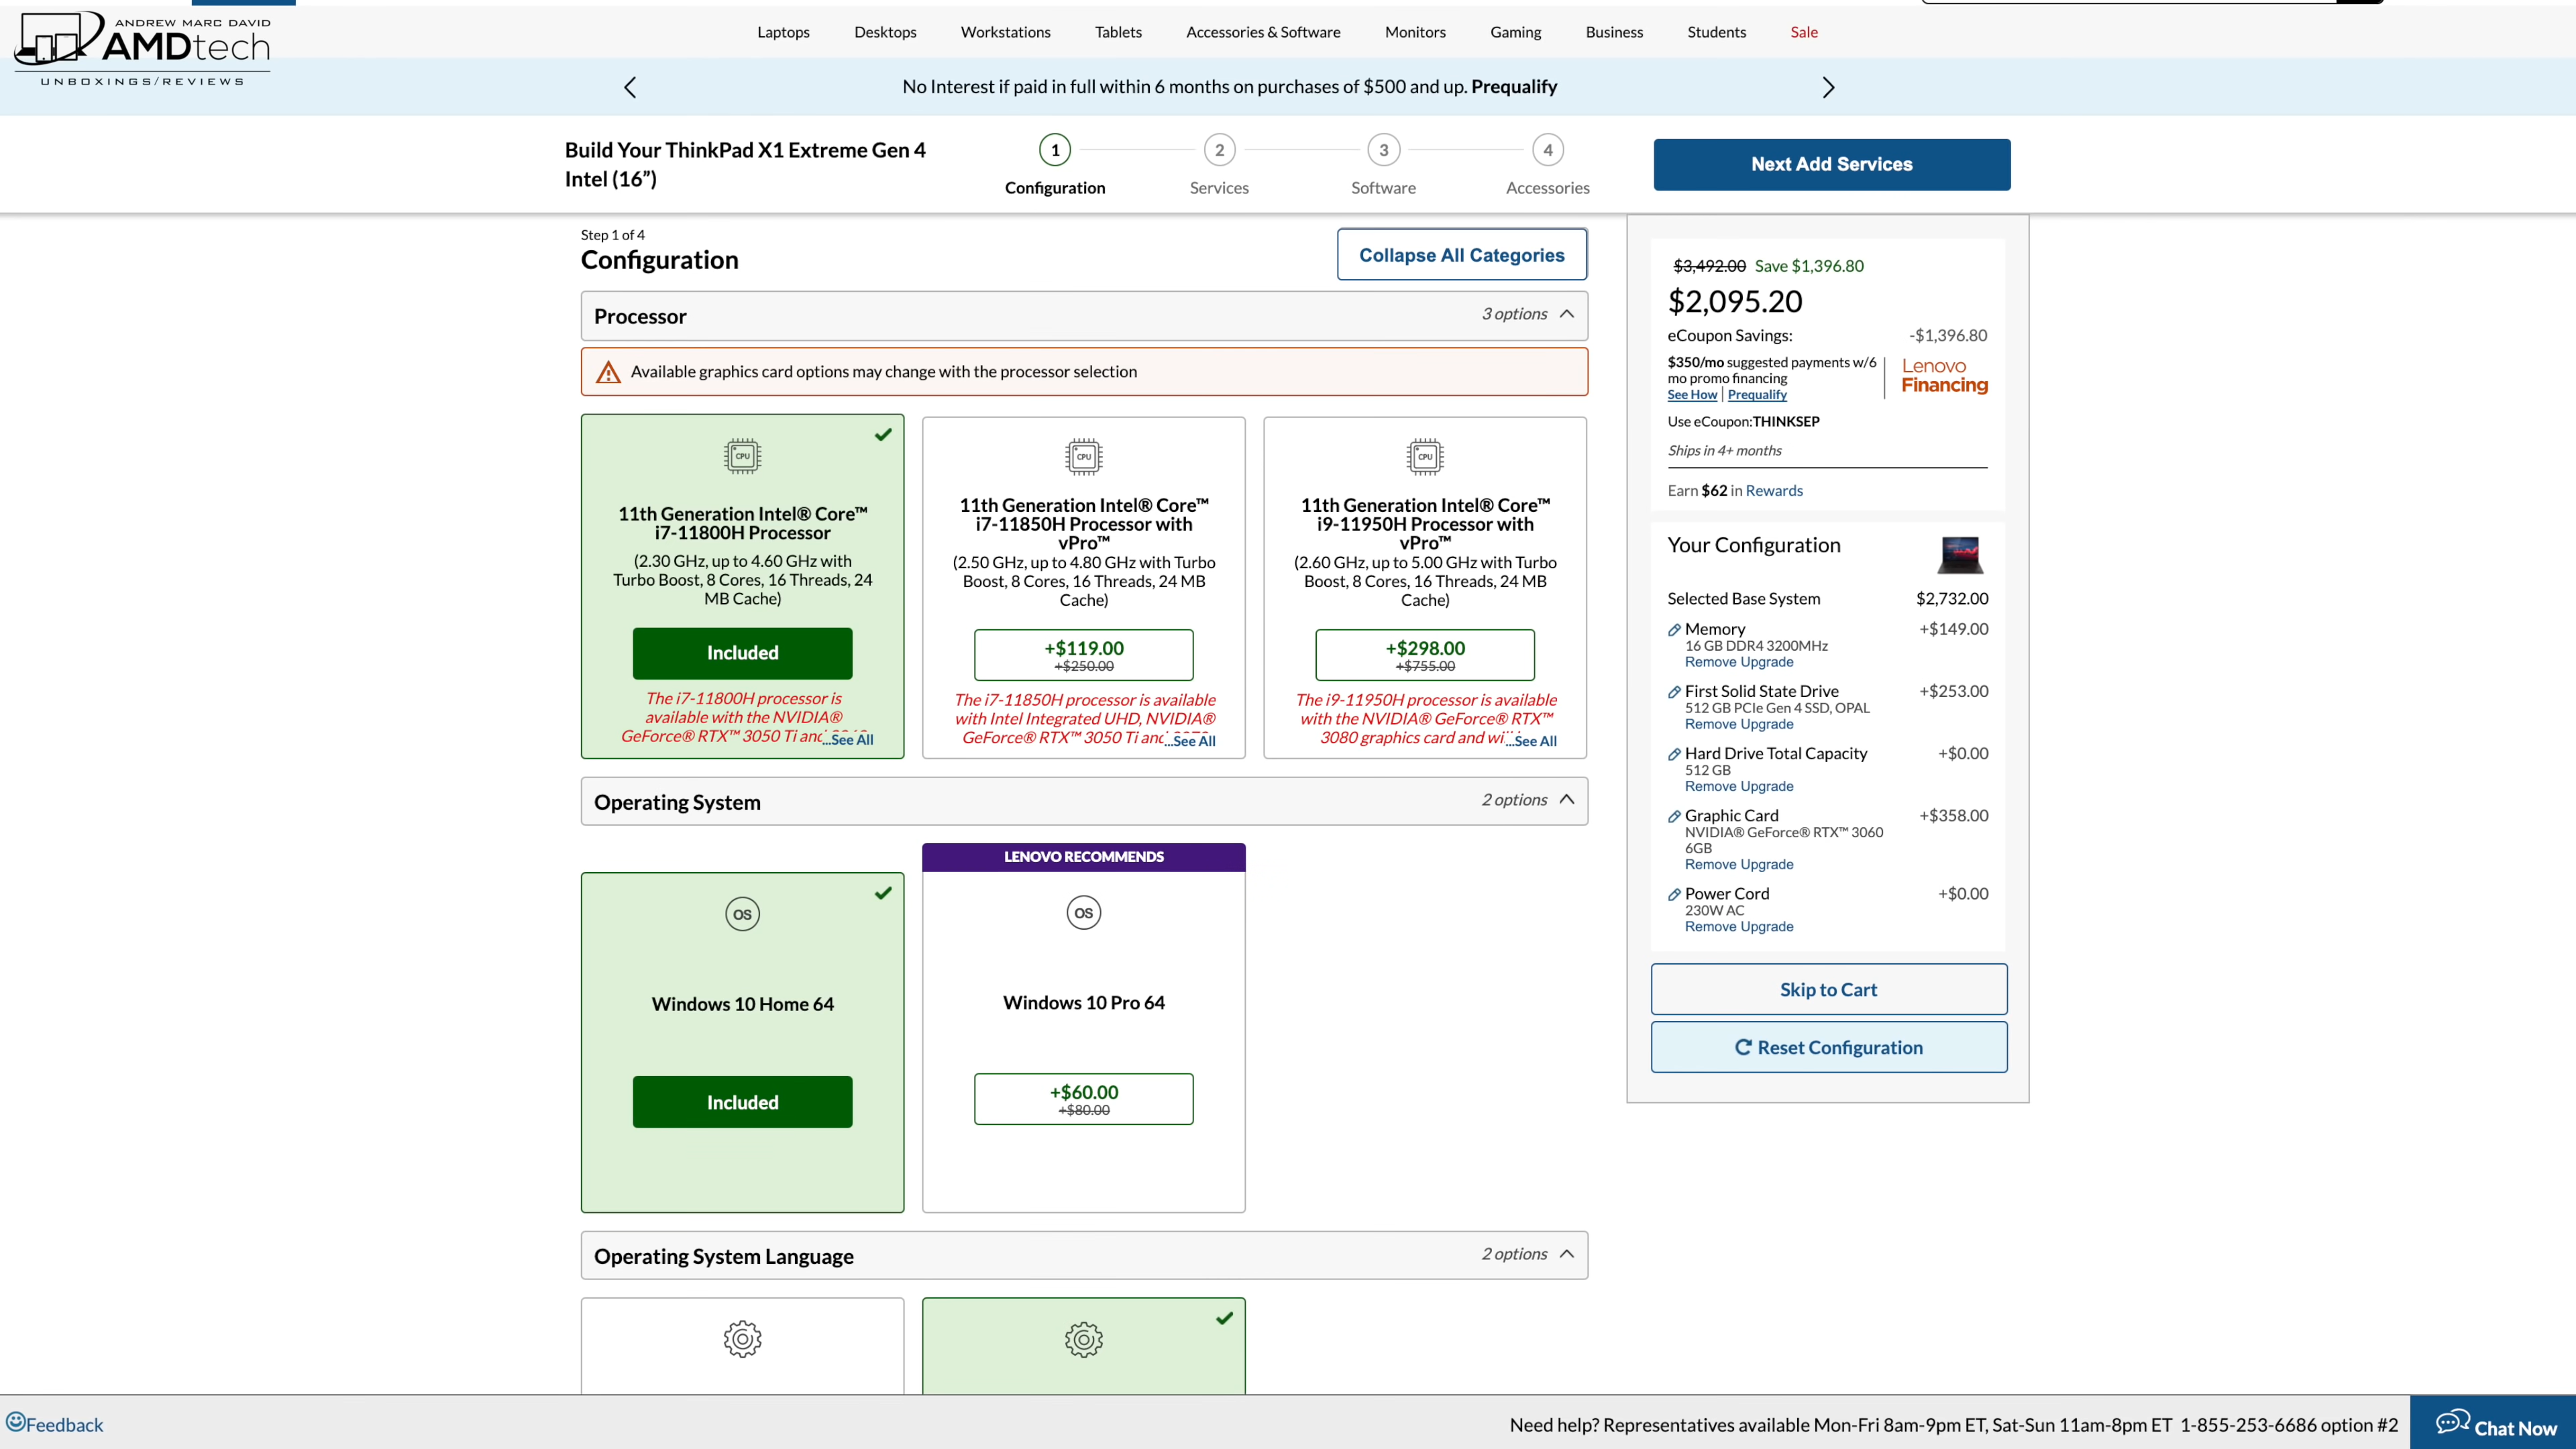 ANDREW MARC DAVID
AMDtech
UNBOXINGS/REVIEWS
Laptops
Desktops
Workstations
Tablets
Accessories & Software
Monitors
Gaming
Business
Students
Sale
No Interest if paid in full within 6 months on purchases of $500 and up. Prequalify
Build Your ThinkPad X1 Extreme Gen 4
Intel (16”)
1
Configuration
2
Services
3
Software
4
Accessories
Next Add Services
Step 1 of 4
Configuration
Collapse All Categories
Processor
3 options
Available graphics card options may change with the processor selection
CPU
11th Generation Intel® Core™
i7-11800H Processor
(2.30 GHz, up to 4.60 GHz with
Turbo Boost, 8 Cores, 16 Threads, 24
MB Cache)
Included
The i7-11800H processor is
available with the NVIDIA®
GeForce® RTX™ 3050 Ti and
...See All
CPU
11th Generation Intel® Core™
i7-11850H Processor with
vPro™
(2.50 GHz, up to 4.80 GHz with Turbo
Boost, 8 Cores, 16 Threads, 24 MB
Cache)
+$119.00
+$250.00
The i7-11850H processor is available
with Intel Integrated UHD, NVIDIA®
GeForce® RTX™ 3050 Ti and
...See All
CPU
11th Generation Intel® Core™
i9-11950H Processor with
vPro™
(2.60 GHz, up to 5.00 GHz with Turbo
Boost, 8 Cores, 16 Threads, 24 MB
Cache)
+$298.00
+$755.00
The i9-11950H processor is available
with the NVIDIA® GeForce® RTX™
3080 graphics card and
...See All
Operating System
2 options
OS
Windows 10 Home 64
Included
LENOVO RECOMMENDS
OS
Windows 10 Pro 64
+$60.00
+$80.00
Operating System Language
2 options
$3,492.00 Save $1,396.80
$2,095.20
eCoupon Savings: -$1,396.80
$350/mo suggested payments w/6
mo promo financing
See How | Prequalify
Lenovo
Financing
Use eCoupon:THINKSEP
Ships in 4+ months
Earn $62 in Rewards
Your Configuration
Selected Base System $2,732.00
Memory +$149.00
16 GB DDR4 3200MHz
Remove Upgrade
First Solid State Drive +$253.00
512 GB PCIe Gen 4 SSD, OPAL
Remove Upgrade
Hard Drive Total Capacity +$0.00
512 GB
Remove Upgrade
Graphic Card +$358.00
NVIDIA® GeForce® RTX™ 3060
6GB
Remove Upgrade
Power Cord +$0.00
230W AC
Remove Upgrade
Skip to Cart
Reset Configuration
Feedback
Need help? Representatives available Mon-Fri 8am-9pm ET, Sat-Sun 11am-8pm ET 1-855-253-6686 option #2
Chat Now